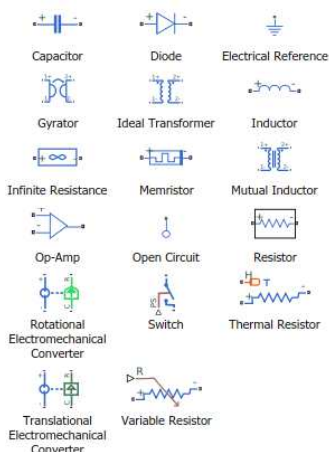 Capacitor Diode Electrical Reference
Gyrator Ideal Transformer Inductor
Infinite Resistance Memristor Mutual Inductor
Op-Amp Open Circuit Resistor
PS
H T
Rotational Electromechanical Converter Switch Thermal Resistor
R
Translational Electromechanical Converter Variable Resistor